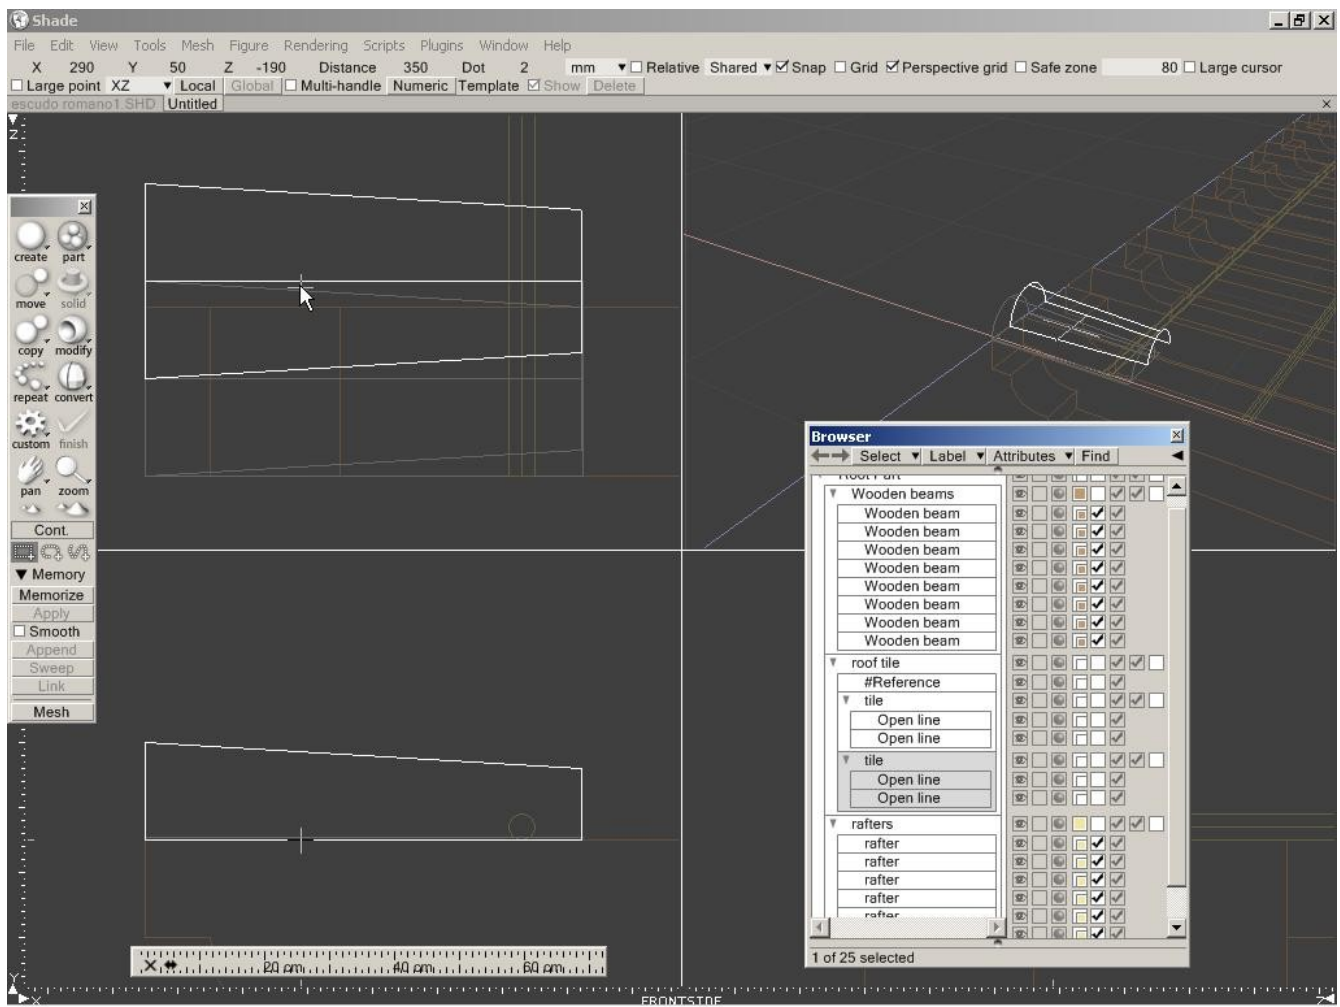 Shade
File Edit View Tools Mesh Figure Rendering Scripts Plugins Window Help
X 290 Y 50 Z -190 Distance 350 Dot 2 mm Relative Shared Snap Grid Perspective grid Safe zone 80 Large cursor
Large point XZ Local Global Multi-handle Numeric Template Show Delete
escudo romano1.SHD Untitled
Z
create part
move solid
copy modify
repeat convert
custom finish
pan zoom
Cont.
Memory
Memorize
Apply
Smooth
Append
Sweep
Link
Mesh
Browser
Select Label Attributes Find
Root Part
Wooden beams
Wooden beam
Wooden beam
Wooden beam
Wooden beam
Wooden beam
Wooden beam
Wooden beam
Wooden beam
roof tile
#Reference
tile
Open line
Open line
tile
Open line
Open line
rafters
rafter
rafter
rafter
rafter
rafter
1 of 25 selected
20 cm 40 cm 60 cm
Y
X
FRONTSIDE
Z